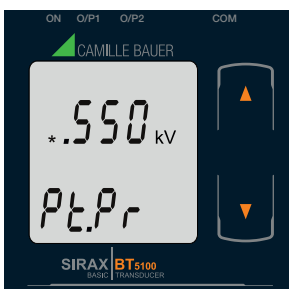 ON O/P1 O/P2 COM
CAMILLE BAUER
*.550 kV
Pt.Pr
SIRAX BT5100
BASIC TRANSDUCER